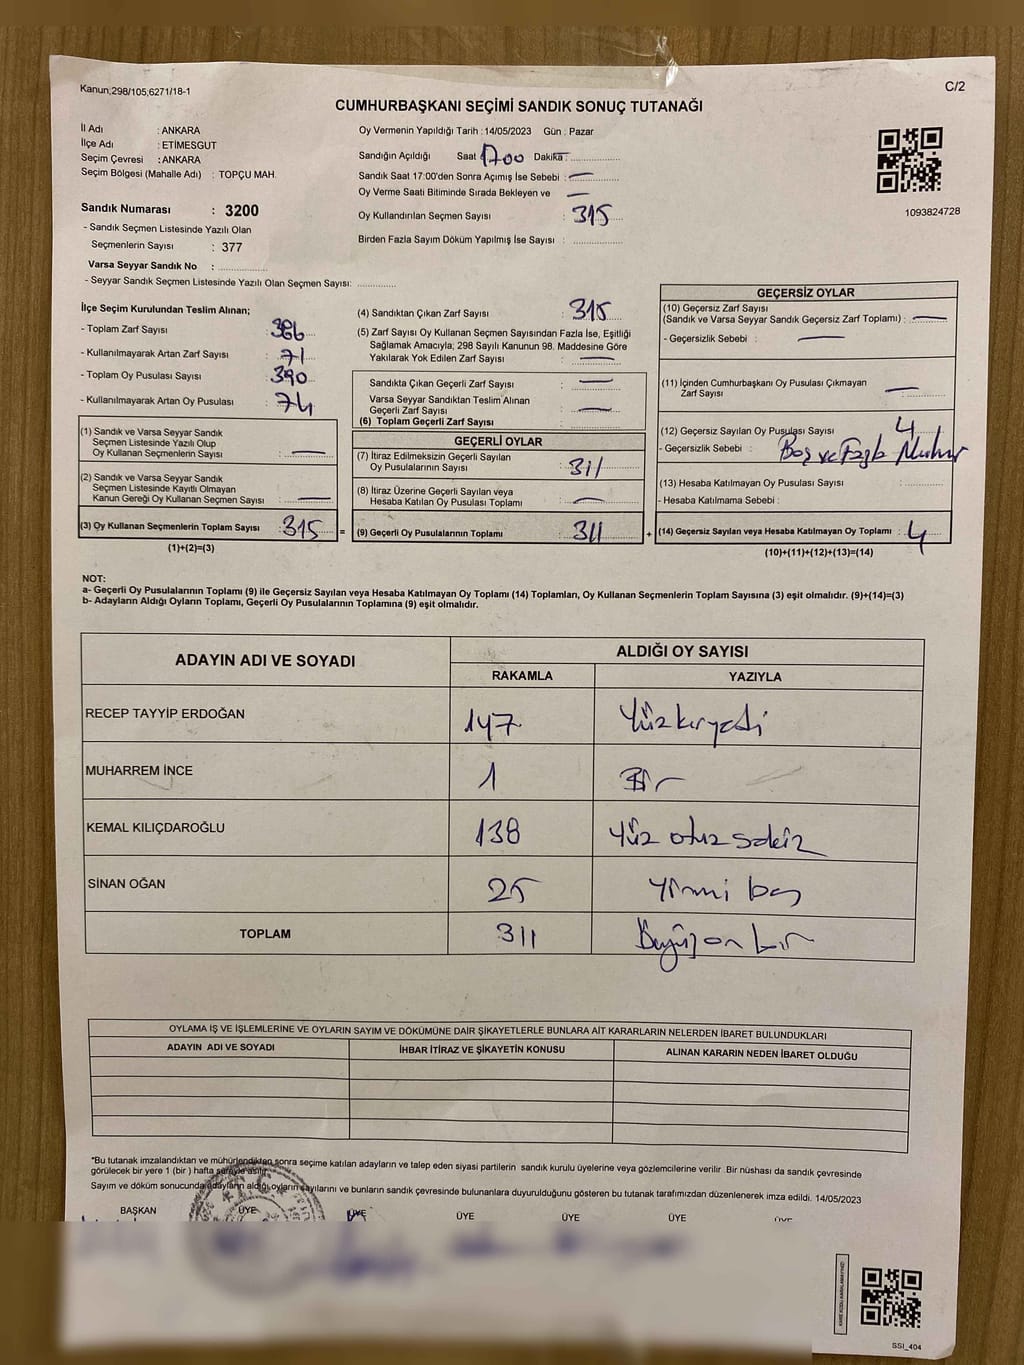 Kanun;298/105;6271/18-1
C/2
CUMHURBAŞKANI SEÇİMİ SANDIK SONUÇ TUTANAĞI
İl Adı : ANKARA
İlçe Adı : ETİMESGUT
Seçim Çevresi : ANKARA
Seçim Bölgesi (Mahalle Adı) : TOPÇU MAH.
Sandık Numarası : 3200
- Sandık Seçmen Listesinde Yazılı Olan
Seçmenlerin Sayısı : 377
Varsa Seyyar Sandık No :
- Seyyar Sandık Seçmen Listesinde Yazılı Olan Seçmen Sayısı:
Oy Vermenin Yapıldığı Tarih : 14/05/2023 Gün : Pazar
Sandığın Açıldığı Saat 1700 Dakika
Sandık Saat 17:00'den Sonra Açımış İse Sebebi : —
Oy Verme Saati Bitiminde Sırada Bekleyen ve —
Oy Kullandırılan Seçmen Sayısı : 315
Birden Fazla Sayım Döküm Yapılmış İse Sayısı :
1093824728
İlçe Seçim Kurulundan Teslim Alınan;
- Toplam Zarf Sayısı : 386
- Kullanılmayarak Artan Zarf Sayısı : 71
- Toplam Oy Pusulası Sayısı : 390
- Kullanılmayarak Artan Oy Pusulası : 74
(1) Sandık ve Varsa Seyyar Sandık
Seçmen Listesinde Yazılı Olup
Oy Kullanan Seçmenlerin Sayısı : —
(2) Sandık ve Varsa Seyyar Sandık
Seçmen Listesinde Kayıtlı Olmayan
Kanun Gereği Oy Kullanan Seçmen Sayısı : —
(3) Oy Kullanan Seçmenlerin Toplam Sayısı : 315 =
(1)+(2)=(3)
(4) Sandıktan Çıkan Zarf Sayısı : 315
(5) Zarf Sayısı Oy Kullanan Seçmen Sayısından Fazla İse, Eşitliği
Sağlamak Amacıyla; 298 Sayılı Kanunun 98. Maddesine Göre
Yakılarak Yok Edilen Zarf Sayısı : —
Sandıkta Çıkan Geçerli Zarf Sayısı : —
Varsa Seyyar Sandıktan Teslim Alınan
Geçerli Zarf Sayısı : —
(6) Toplam Geçerli Zarf Sayısı :
GEÇERLİ OYLAR
(7) İtiraz Edilmeksizin Geçerli Sayılan
Oy Pusulalarının Sayısı : 311
(8) İtiraz Üzerine Geçerli Sayılan veya
Hesaba Katılan Oy Pusulası Toplamı : —
(9) Geçerli Oy Pusulalarının Toplamı : 311 +
GEÇERSİZ OYLAR
(10) Geçersiz Zarf Sayısı
(Sandık ve Varsa Seyyar Sandık Geçersiz Zarf Toplamı) : —
- Geçersizlik Sebebi : —
(11) İçinden Cumhurbaşkanı Oy Pusulası Çıkmayan
Zarf Sayısı : —
(12) Geçersiz Sayılan Oy Pusulası Sayısı : 4
- Geçersizlik Sebebi : Boş ve Fazla Mühür
(13) Hesaba Katılmayan Oy Pusulası Sayısı :
- Hesaba Katılmama Sebebi :
(14) Geçersiz Sayılan veya Hesaba Katılmayan Oy Toplamı : 4
(10)+(11)+(12)+(13)=(14)
NOT:
a- Geçerli Oy Pusulalarının Toplamı (9) ile Geçersiz Sayılan veya Hesaba Katılmayan Oy Toplamı (14) Toplamları, Oy Kullanan Seçmenlerin Toplam Sayısına (3) eşit olmalıdır. (9)+(14)=(3)
b- Adayların Aldığı Oyların Toplamı, Geçerli Oy Pusulalarının Toplamına (9) eşit olmalıdır.
ADAYIN ADI VE SOYADI
ALDIĞI OY SAYISI
RAKAMLA YAZIYLA
RECEP TAYYİP ERDOĞAN 147 Yüzkırkyedi
MUHARREM İNCE 1 Bir
KEMAL KILIÇDAROĞLU 138 Yüz otuz sekiz
SİNAN OĞAN 25 Yirmi beş
TOPLAM 311 Üçyüz on bir
OYLAMA İŞ VE İŞLEMLERİNE VE OYLARIN SAYIM VE DÖKÜMÜNE DAİR ŞİKAYETLERLE BUNLARA AİT KARARLARIN NELERDEN İBARET BULUNDUKLARI
ADAYIN ADI VE SOYADI İHBAR İTİRAZ VE ŞİKAYETİN KONUSU ALINAN KARARIN NEDEN İBARET OLDUĞU
*Bu tutanak imzalandıktan ve mühürlendikten sonra seçime katılan adayların ve talep eden siyasi partilerin sandık kurulu üyelerine veya gözlemcilerine verilir. Bir nüshası da sandık çevresinde
görülecek bir yere 1 (bir) hafta süreyle asılır.
Sayım ve döküm sonucunda adayların aldığı oyların sayılarını ve bunların sandık çevresinde bulunanlara duyurulduğunu gösteren bu tutanak tarafımızdan düzenlenerek imza edildi. 14/05/2023
BAŞKAN ÜYE ÜYE ÜYE ÜYE ÜYE ÜYE
SSI_404